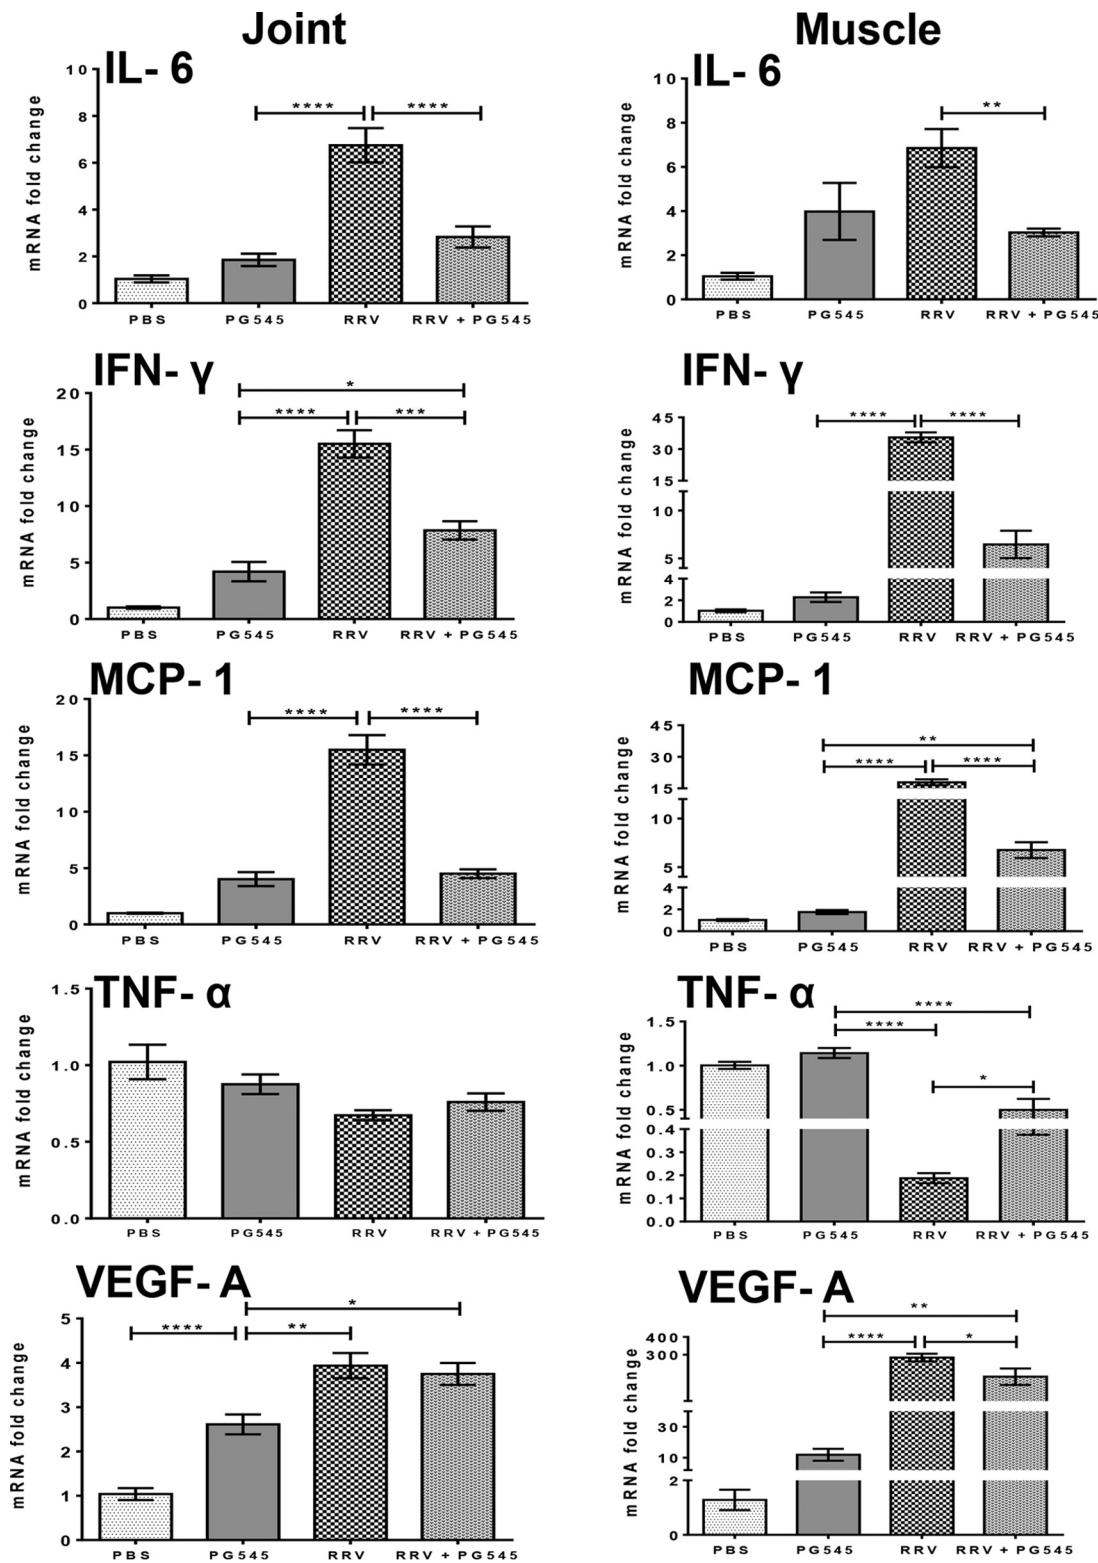 Joint
Muscle
IL- 6
mRNA fold change
10
8
6
4
2
0
**** ****
PBS PG545 RRV RRV + PG545
IL- 6
mRNA fold change
10
8
6
4
2
0
**
PBS PG545 RRV RRV + PG545
IFN- γ
mRNA fold change
20
15
10
5
0
*
**** ***
PBS PG545 RRV RRV + PG545
IFN- γ
mRNA fold change
45
30
15
10
5
4
2
0
**** ****
PBS PG545 RRV RRV + PG545
MCP- 1
mRNA fold change
20
15
10
5
0
**** ****
PBS PG545 RRV RRV + PG545
MCP- 1
mRNA fold change
45
30
15
10
5
4
2
0
**
**** ****
PBS PG545 RRV RRV + PG545
TNF- α
mRNA fold change
1.5
1.0
0.5
0.0
PBS PG545 RRV RRV + PG545
TNF- α
mRNA fold change
1.5
1.0
0.5
0.4
0.3
0.2
0.1
0.0
****
****
*
PBS PG545 RRV RRV + PG545
VEGF- A
mRNA fold change
5
4
3
2
1
0
*
**** **
PBS PG545 RRV RRV + PG545
VEGF- A
mRNA fold change
400
300
30
10
2
0
**
**** *
PBS PG545 RRV RRV + PG545